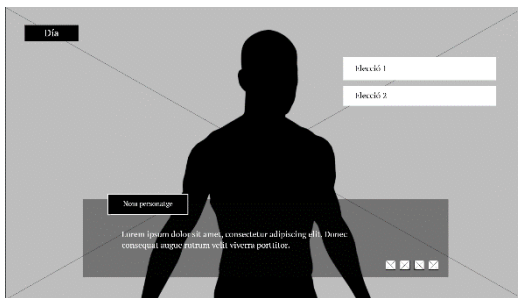 Día
Elecció 1
Elecció 2
Nom personatge
Lorem ipsum dolor sit amet, consectetur adipiscing elit. Donec
consequat augue rutrum velit viverra porttitor.